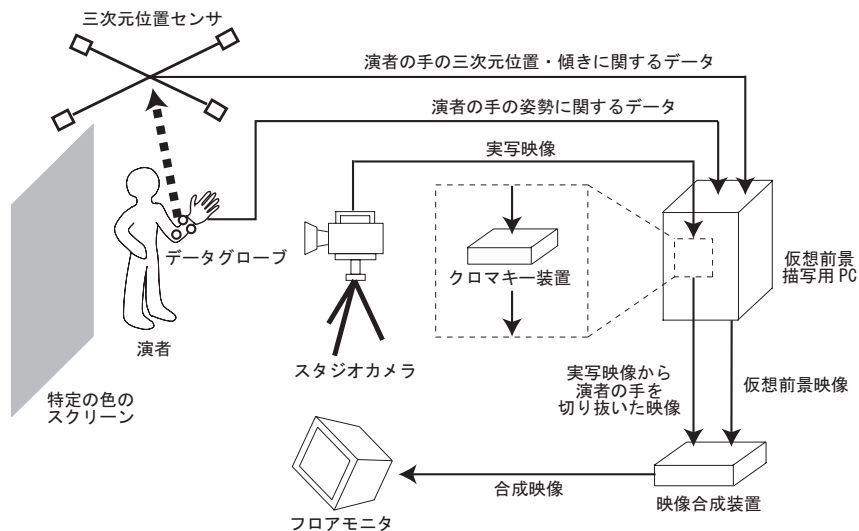 三次元位置センサ
演者の手の三次元位置・傾きに関するデータ
演者の手の姿勢に関するデータ
実写映像
データグローブ
クロマキー装置
仮想前景
描写用 PC
演者
スタジオカメラ
特定の色の
スクリーン
実写映像から
演者の手を
切り抜いた映像
仮想前景映像
合成映像
映像合成装置
フロアモニタ